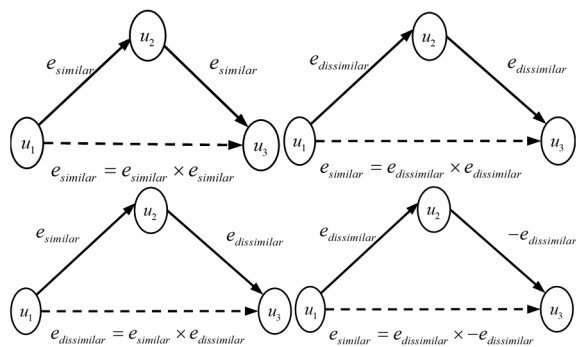 u₂ u₂
e_similar e_similar e_dissimilar e_dissimilar
u₁ u₃ u₁ u₃
e_similar = e_similar × e_similar e_similar = e_dissimilar × e_dissimilar
u₂ u₂
e_similar e_dissimilar e_dissimilar −e_dissimilar
u₁ u₃ u₁ u₃
e_dissimilar = e_similar × e_dissimilar e_similar = e_dissimilar × −e_dissimilar